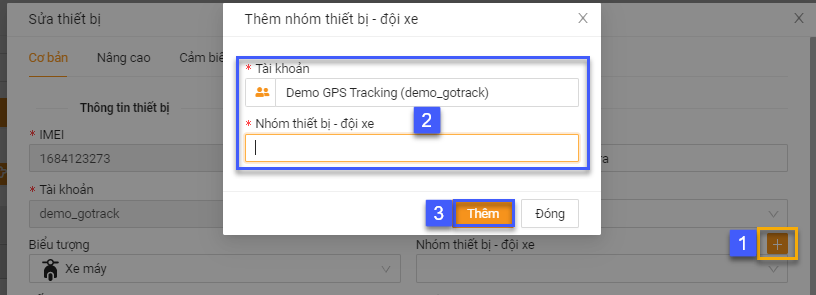 Sửa thiết bị
Cơ bản
Nâng cao
Cảm biế
Thông tin thiết bị
* IMEI
1684123273
* Tài khoản
demo_gotrack
Biểu tượng
Xe máy
Nhóm thiết bị - đội xe
1
Thêm nhóm thiết bị - đội xe
* Tài khoản
Demo GPS Tracking (demo_gotrack)
2
* Nhóm thiết bị - đội xe
3
Thêm
Đóng